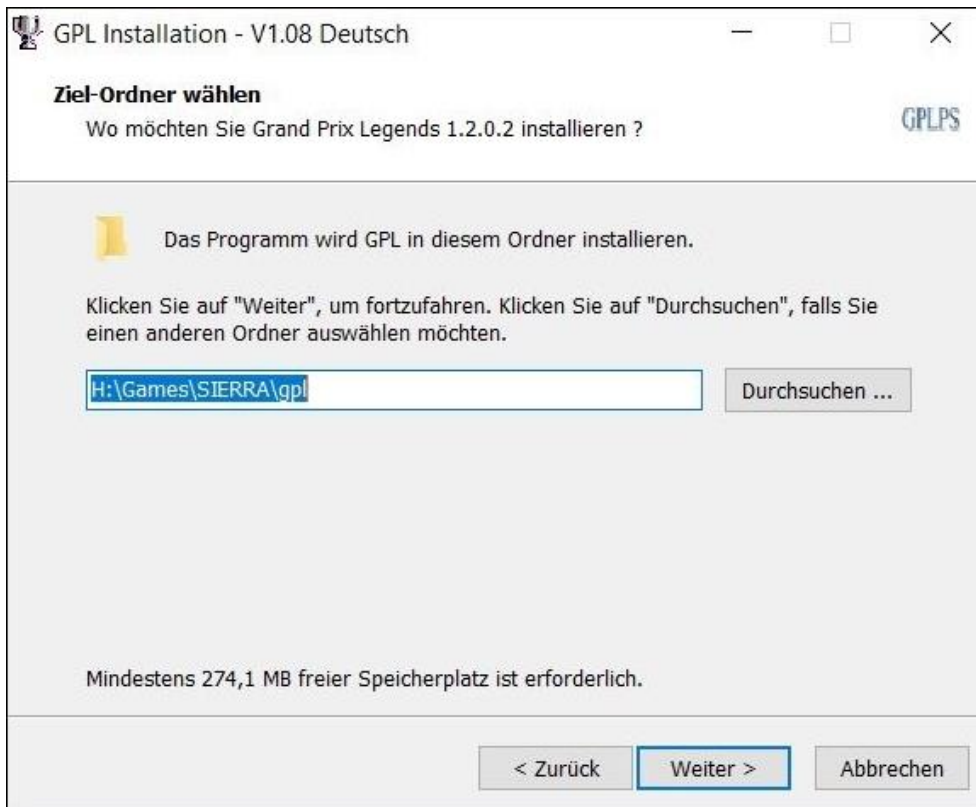 GPL Installation - V1.08 Deutsch
Ziel-Ordner wählen
Wo möchten Sie Grand Prix Legends 1.2.0.2 installieren ?
GPLPS
Das Programm wird GPL in diesem Ordner installieren.
Klicken Sie auf "Weiter", um fortzufahren. Klicken Sie auf "Durchsuchen", falls Sie
einen anderen Ordner auswählen möchten.
H:\Games\SIERRA\gpl
Durchsuchen ...
Mindestens 274,1 MB freier Speicherplatz ist erforderlich.
< Zurück
Weiter >
Abbrechen